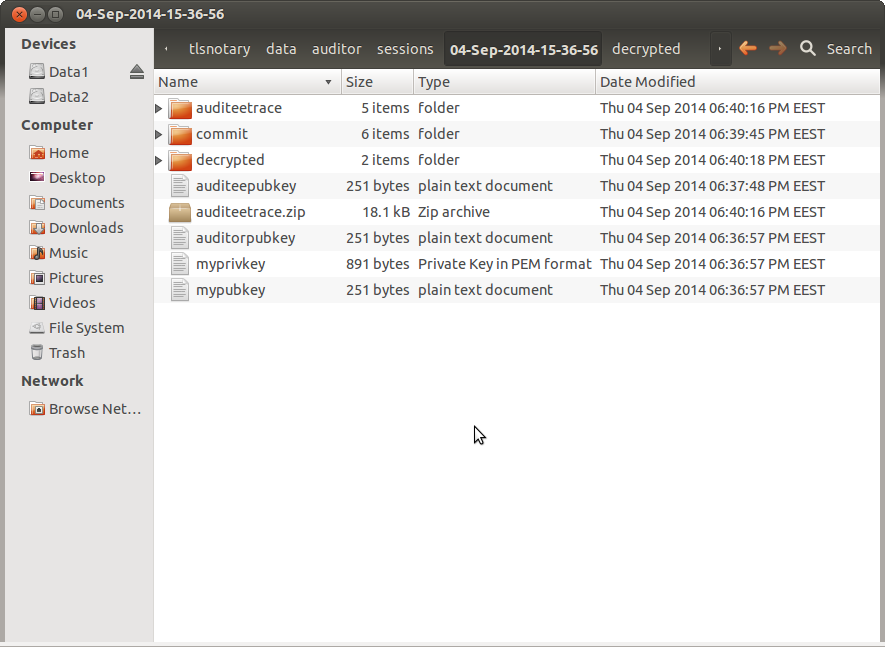 04-Sep-2014-15-36-56
tlsnotary data auditor sessions 04-Sep-2014-15-36-56 decrypted Search
Devices
Data1
Data2
Computer
Home
Desktop
Documents
Downloads
Music
Pictures
Videos
File System
Trash
Network
Browse Net...
Name Size Type Date Modified
auditeetrace 5 items folder Thu 04 Sep 2014 06:40:16 PM EEST
commit 6 items folder Thu 04 Sep 2014 06:39:45 PM EEST
decrypted 2 items folder Thu 04 Sep 2014 06:40:18 PM EEST
auditeepubkey 251 bytes plain text document Thu 04 Sep 2014 06:37:48 PM EEST
auditeetrace.zip 18.1 kB Zip archive Thu 04 Sep 2014 06:40:16 PM EEST
auditorpubkey 251 bytes plain text document Thu 04 Sep 2014 06:36:57 PM EEST
myprivkey 891 bytes Private Key in PEM format Thu 04 Sep 2014 06:36:57 PM EEST
mypubkey 251 bytes plain text document Thu 04 Sep 2014 06:36:57 PM EEST